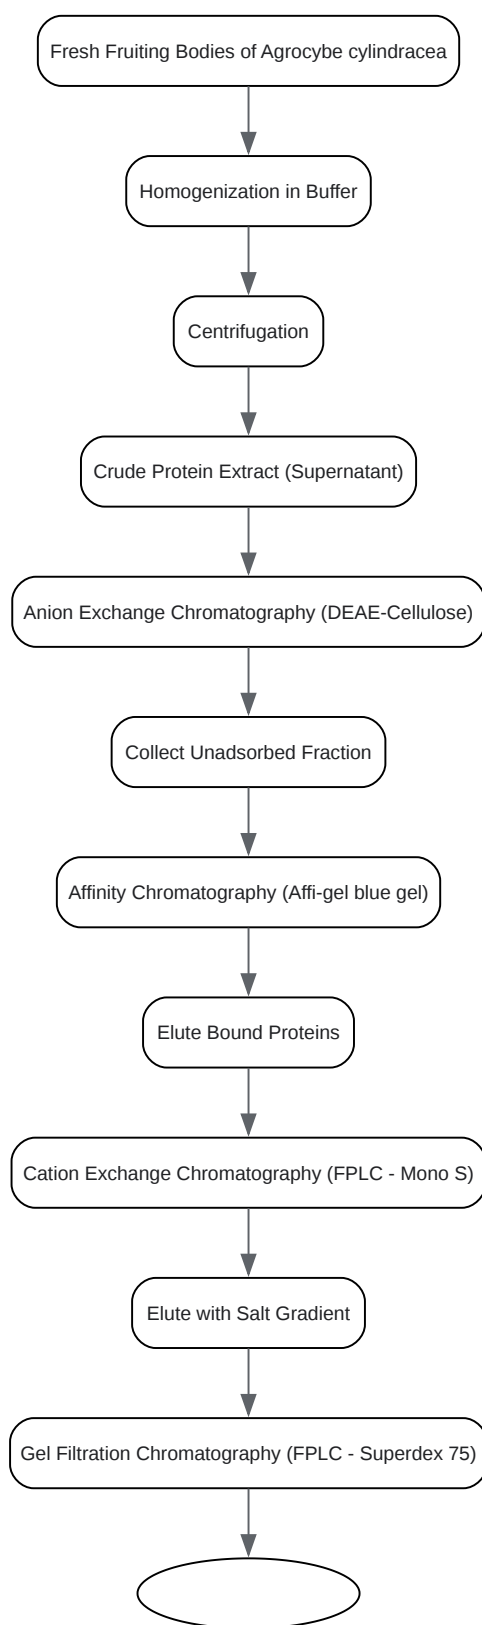 Fresh Fruiting Bodies of Agrocybe cylindracea
Homogenization in Buffer
Centrifugation
Crude Protein Extract (Supernatant)
Anion Exchange Chromatography (DEAE-Cellulose)
Collect Unadsorbed Fraction
Affinity Chromatography (Affi-gel blue gel)
Elute Bound Proteins
Cation Exchange Chromatography (FPLC - Mono S)
Elute with Salt Gradient
Gel Filtration Chromatography (FPLC - Superdex 75)